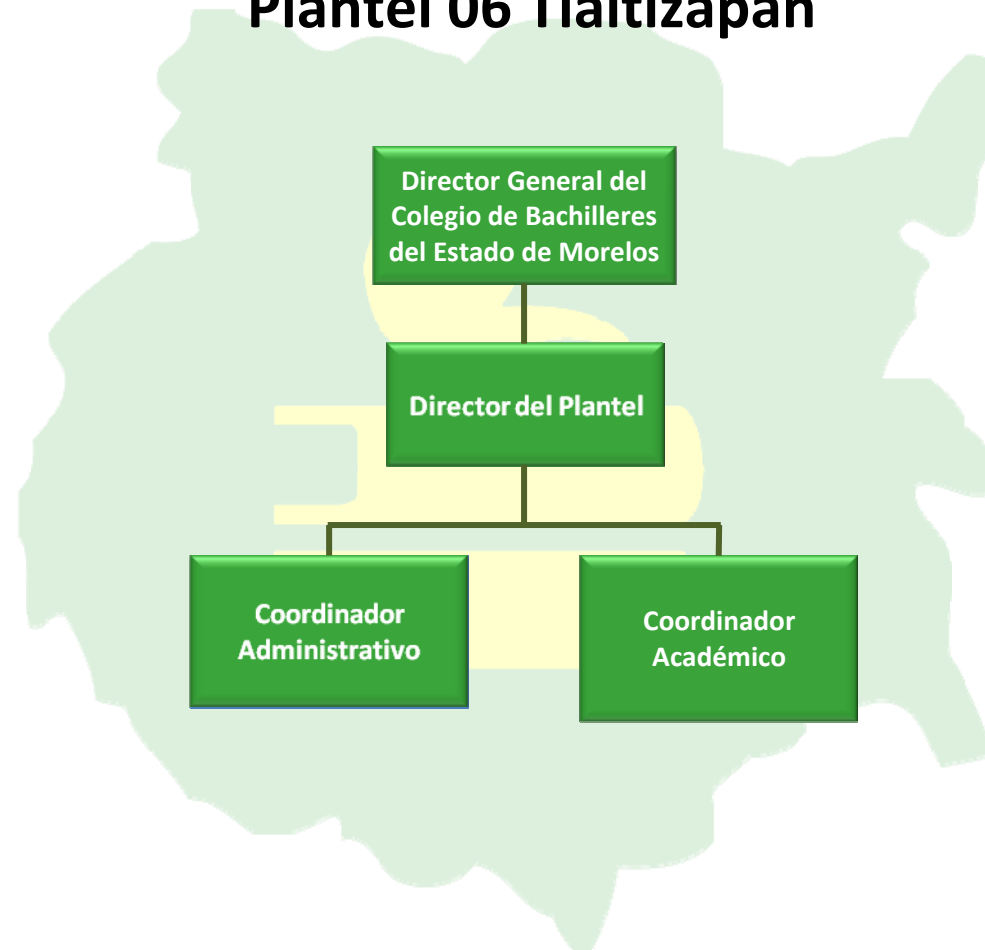 Plantel 06 Tlaltizapán
Director General del
Colegio de Bachilleres
del Estado de Morelos
Director del Plantel
Coordinador
Administrativo
Coordinador
Académico